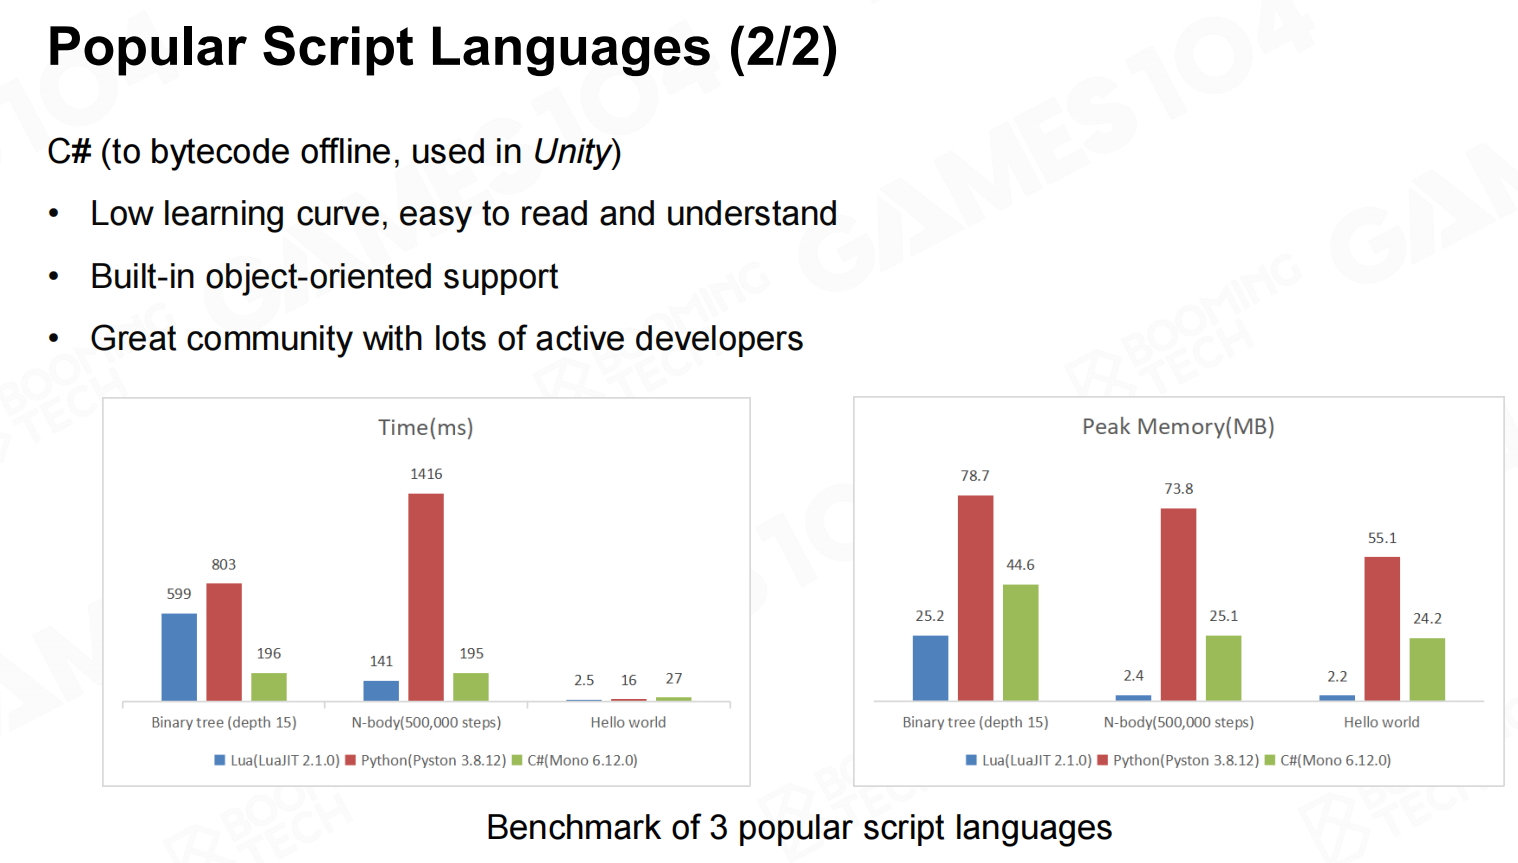 Popular Script Languages (2/2)
C# (to bytecode offline, used in Unity)
• Low learning curve, easy to read and understand
• Built-in object-oriented support
• Great community with lots of active developers
Time(ms)
1416
803
599
196
141
195
2.5
16
27
Binary tree (depth 15)
N-body(500,000 steps)
Hello world
Lua(LuaJIT 2.1.0) Python(Pyston 3.8.12) C#(Mono 6.12.0)
Peak Memory(MB)
78.7
73.8
55.1
44.6
25.2
25.1
24.2
2.4
2.2
Binary tree (depth 15)
N-body(500,000 steps)
Hello world
Lua(LuaJIT 2.1.0) Python(Pyston 3.8.12) C#(Mono 6.12.0)
Benchmark of 3 popular script languages
GAMES104
BOOMING TECH